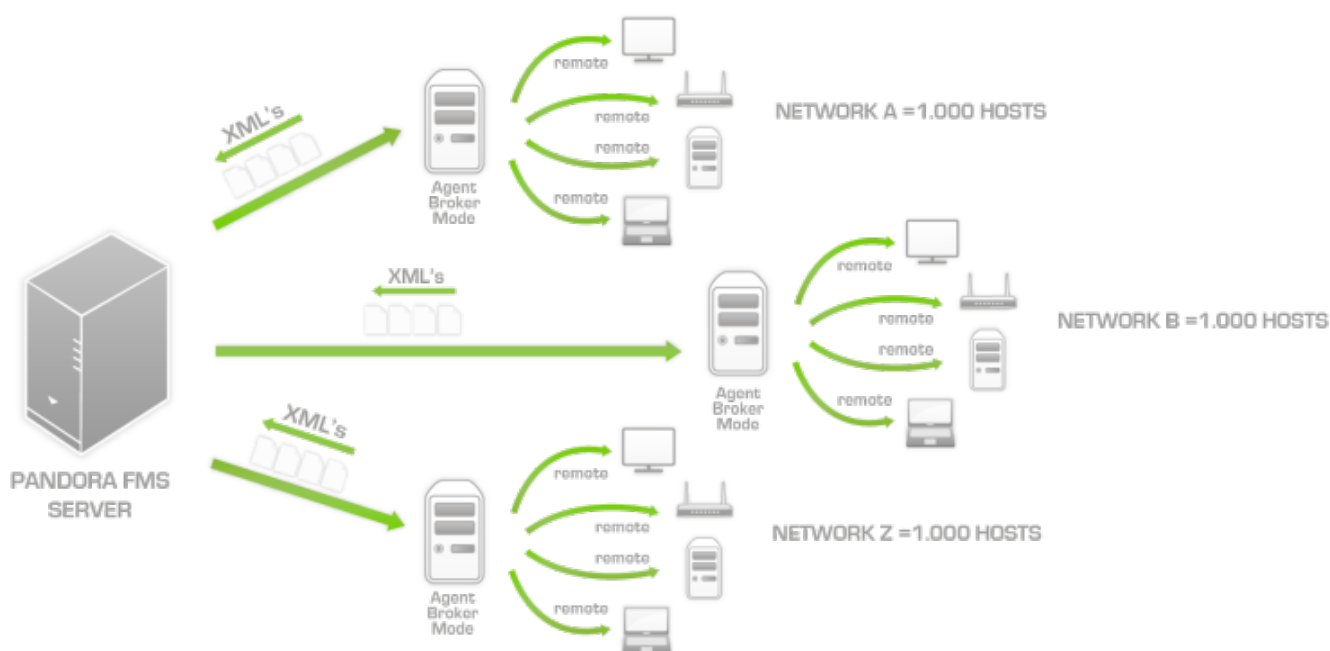 remote
XML's
remote
NETWORK A =1.000 HOSTS
remote
remote
Agent
Broker
Mode
remote
XML's
remote
remote
NETWORK B =1.000 HOSTS
remote
Agent
Broker
Mode
remote
XML's
remote
PANDORA FMS
SERVER
remote
NETWORK Z =1.000 HOSTS
remote
Agent
Broker
Mode
remote